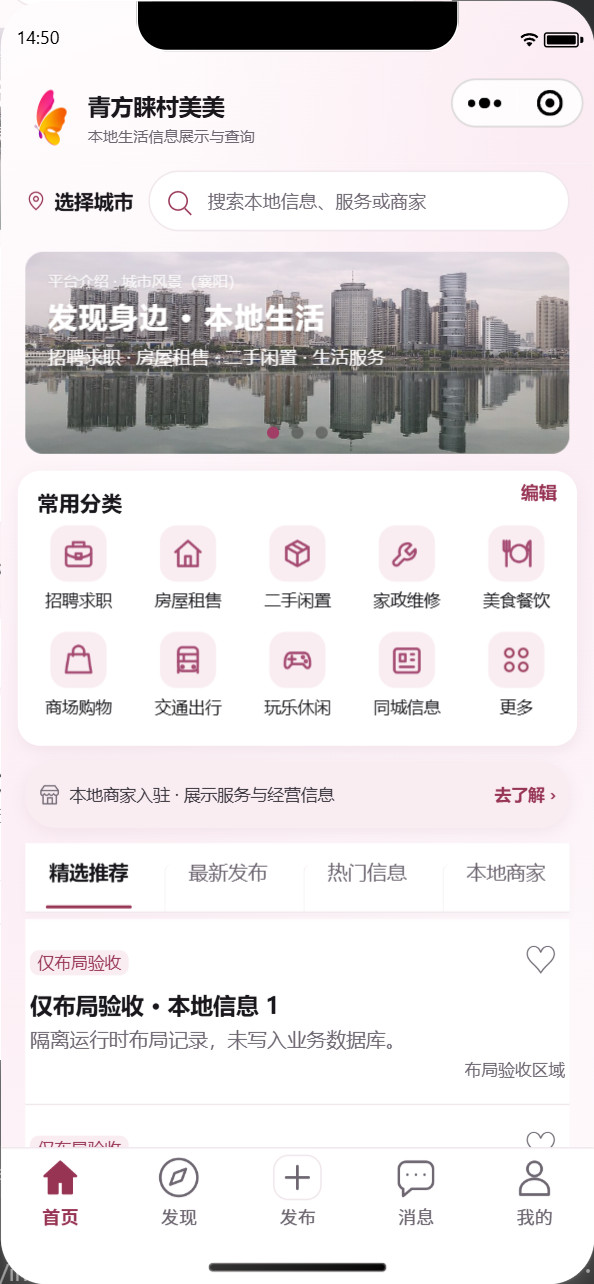 14:50
青方睐村美美
本地生活信息展示与查询
选择城市
搜索本地信息、服务或商家
平台介绍 · 城市风景（襄阳）
发现身边 · 本地生活
招聘求职 · 房屋租售 · 二手闲置 · 生活服务
常用分类
编辑
招聘求职 房屋租售 二手闲置 家政维修 美食餐饮
商场购物 交通出行 玩乐休闲 同城信息 更多
本地商家入驻 · 展示服务与经营信息
去了解 ›
精选推荐 最新发布 热门信息 本地商家
仅布局验收
仅布局验收 · 本地信息 1
隔离运行时布局记录，未写入业务数据库。
布局验收区域
仅布局验收
首页 发现 发布 消息 我的